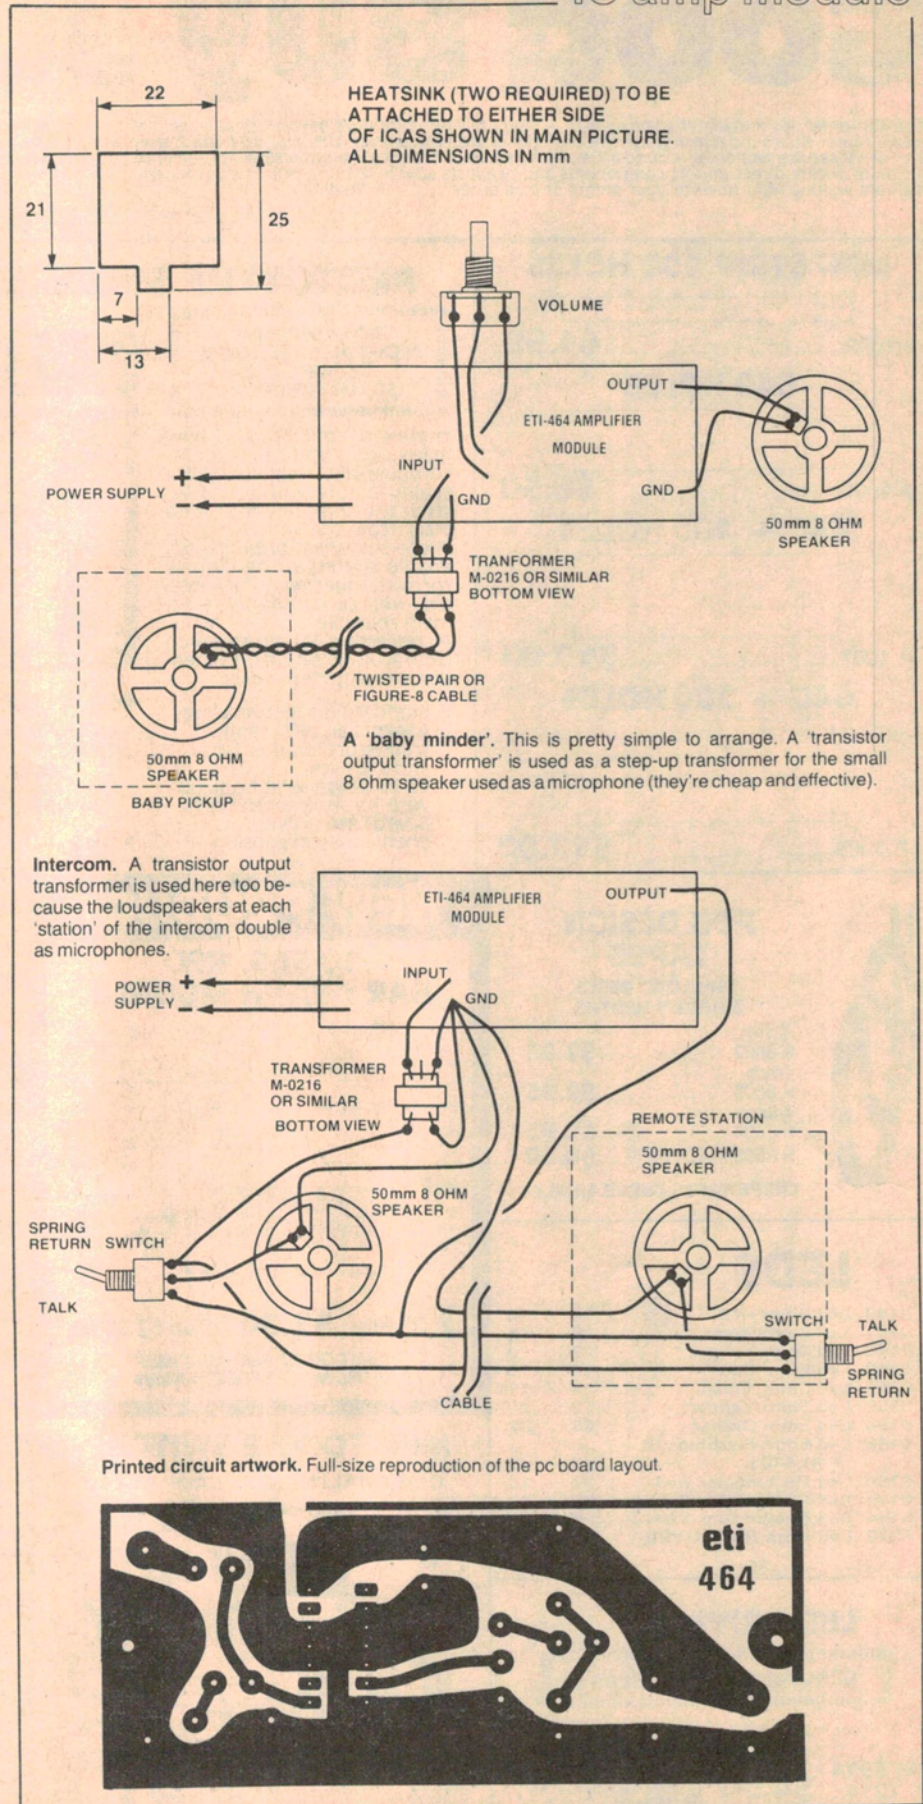 amp module
22
HEATSINK (TWO REQUIRED) TO BE
ATTACHED TO EITHER SIDE
OF IC AS SHOWN IN MAIN PICTURE.
ALL DIMENSIONS IN mm
21
25
7
13
VOLUME
OUTPUT
ETI-464 AMPLIFIER
MODULE
INPUT
GND
GND
POWER SUPPLY
+
-
50mm 8 OHM
SPEAKER
TRANFORMER
M-0216 OR SIMILAR
BOTTOM VIEW
TWISTED PAIR OR
FIGURE-8 CABLE
50mm 8 OHM
SPEAKER
BABY PICKUP
A 'baby minder'. This is pretty simple to arrange. A 'transistor
output transformer' is used as a step-up transformer for the small
8 ohm speaker used as a microphone (they're cheap and effective).
Intercom. A transistor output
transformer is used here too be-
cause the loudspeakers at each
'station' of the intercom double
as microphones.
ETI-464 AMPLIFIER
MODULE
OUTPUT
INPUT
GND
POWER
SUPPLY
+
-
TRANSFORMER
M-0216
OR SIMILAR
BOTTOM VIEW
REMOTE STATION
50mm 8 OHM
SPEAKER
50mm 8 OHM
SPEAKER
SPRING
RETURN
SWITCH
TALK
SWITCH
TALK
SPRING
RETURN
CABLE
Printed circuit artwork. Full-size reproduction of the pc board layout.
eti
464